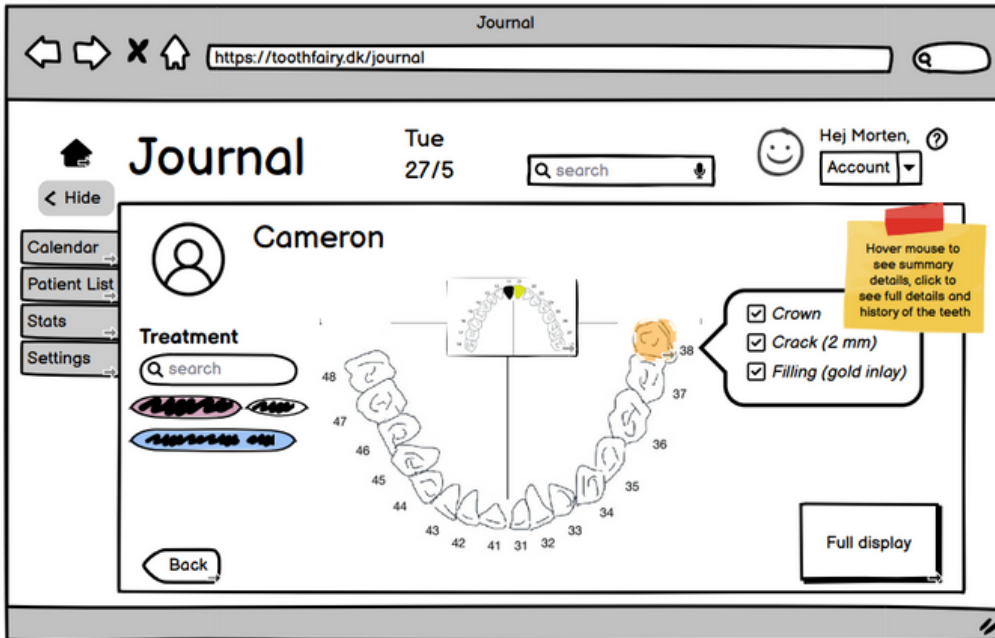 Journal
https://toothfairy.dk/journal
Journal
Tue
27/5
search
Hej Morten,
?
Account
< Hide
Calendar
Patient List
Stats
Settings
Cameron
Hover mouse to
see summary
details, click to
see full details and
history of the teeth
Treatment
search
Crown
Crack (2 mm)
Filling (gold inlay)
48
47
46
45
44
43
42
41
31
32
33
34
35
36
37
38
Back
Full display